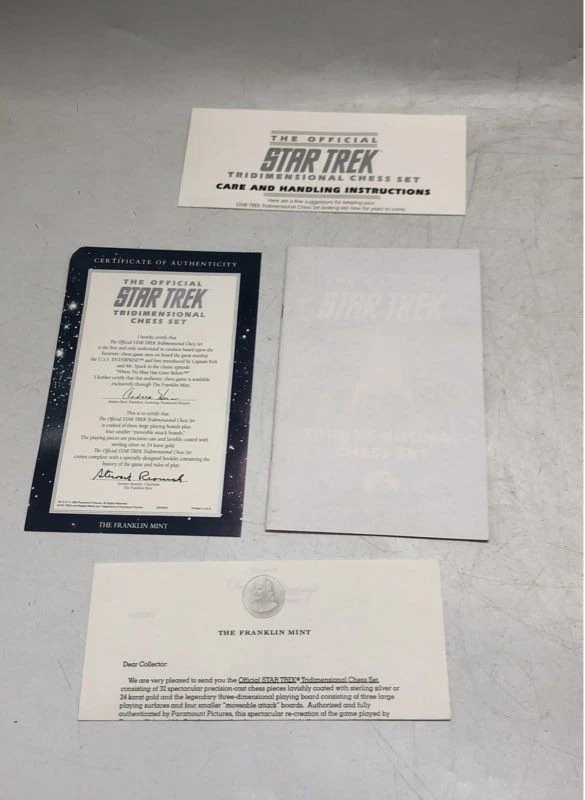 THE OFFICIAL
STAR TREK
TRIDIMENSIONAL CHESS SET
CARE AND HANDLING INSTRUCTIONS
Here are a few suggestions for keeping your
STAR TREK Tridimensional Chess Set looking like new for years to come.
CERTIFICATE OF AUTHENTICITY
THE OFFICIAL
STAR TREK
TRIDIMENSIONAL
CHESS SET
I hereby certify that
The Official STAR TREK Tridimensional Chess Set
is the first and only authorized re-creation based upon the
futuristic chess game seen on board the great starship
the U.S.S. ENTERPRISE™ and first envisioned by Captain Kirk
and Mr. Spock in the classic episode
"Where No Man Has Gone Before™"
I further certify that this authentic chess game is available
exclusively through The Franklin Mint.
This is to certify that
The Official STAR TREK Tridimensional Chess Set
is crafted of three large playing boards plus
four smaller "moveable attack boards."
The playing pieces are precision cast and lavishly coated with
sterling silver or 24 karat gold.
The Official STAR TREK Tridimensional Chess Set
comes complete with a specially designed booklet containing the
history of the game and rules of play.
The Franklin Mint
THE FRANKLIN MINT
STAR TREK
THE FRANKLIN MINT
Dear Collector:
We are very pleased to send you the Official STAR TREK® Tridimensional Chess Set,
consisting of 32 spectacular precision-cast chess pieces lavishly coated with sterling silver or
24 karat gold and the legendary three-dimensional playing board consisting of three large
playing surfaces and four smaller "moveable attack" boards. Authorized and fully
authenticated by Paramount Pictures, this spectacular re-creation of the game played by